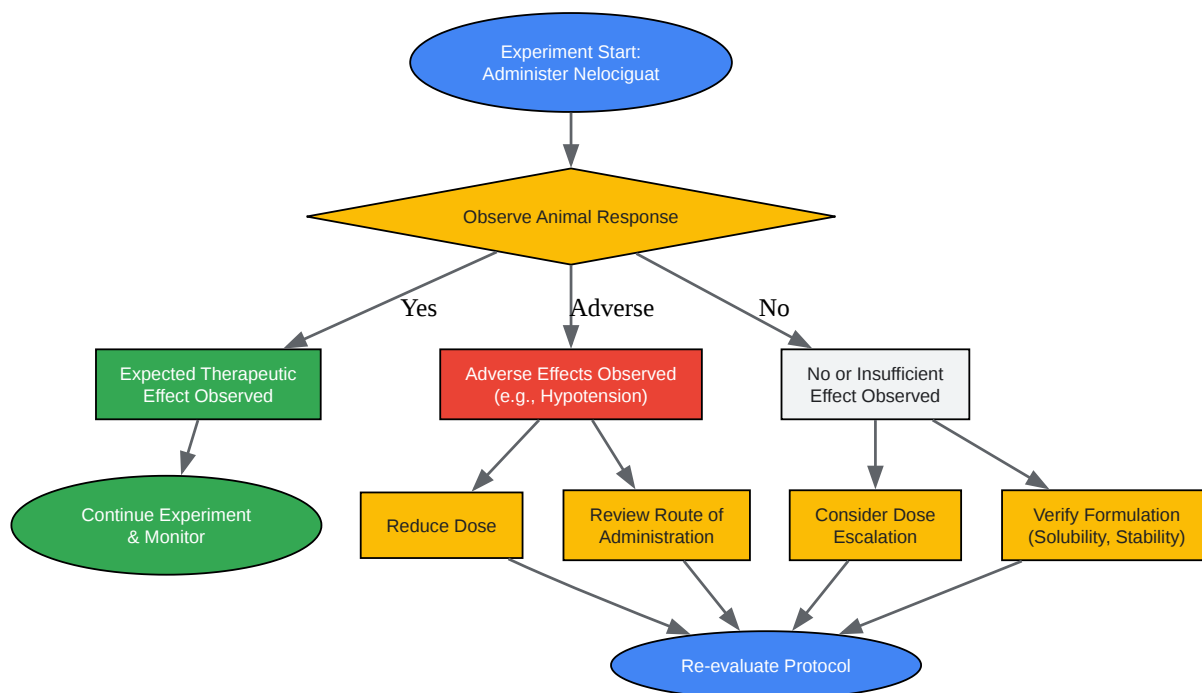 Experiment Start:
Administer Nelociguat
Observe Animal Response
Yes
Adverse
No
Expected Therapeutic
Effect Observed
Adverse Effects Observed
(e.g., Hypotension)
No or Insufficient
Effect Observed
Continue Experiment
& Monitor
Reduce Dose
Review Route of
Administration
Consider Dose
Escalation
Verify Formulation
(Solubility, Stability)
Re-evaluate Protocol